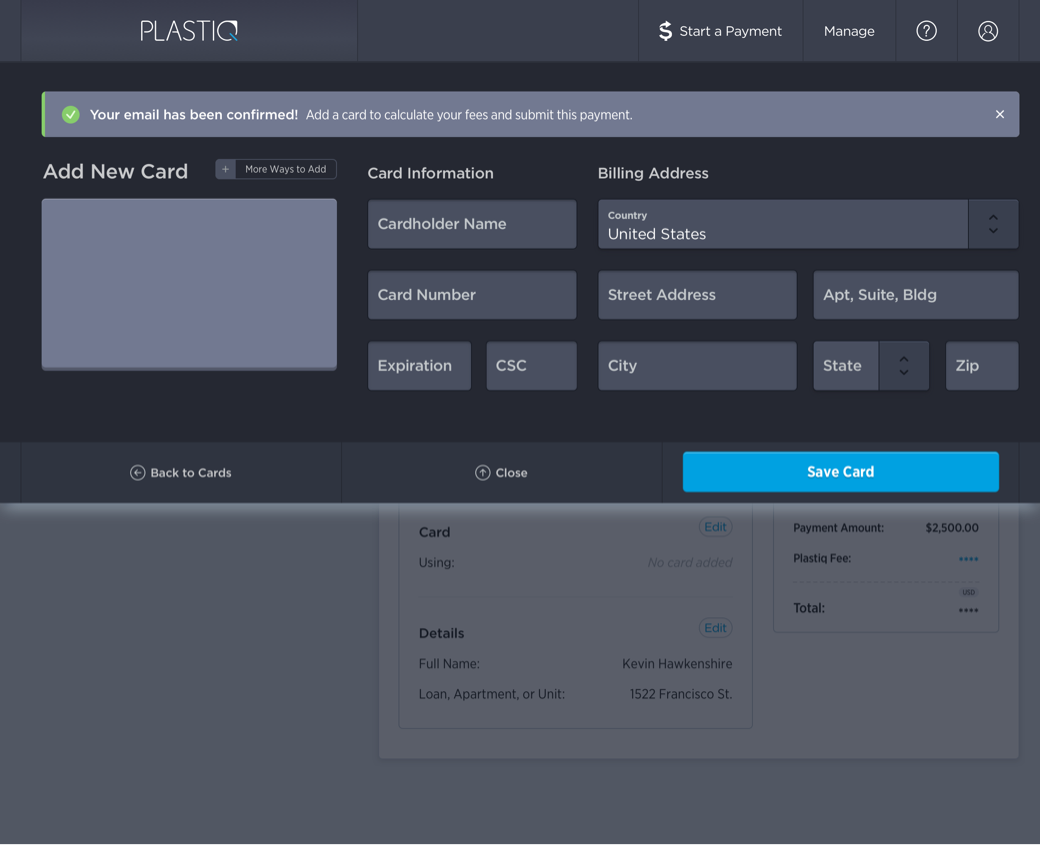 PLASTIQ
$ Start a Payment
Manage
?
Your email has been confirmed! Add a card to calculate your fees and submit this payment.
Add New Card
+ More Ways to Add
Card Information
Billing Address
Cardholder Name
Country
United States
Card Number
Street Address
Apt, Suite, Bldg
Expiration
CSC
City
State
Zip
Back to Cards
Close
Save Card
Card
Edit
Using:
No card added
Details
Edit
Full Name:
Kevin Hawkenshire
Loan, Apartment, or Unit:
1522 Francisco St.
Payment Amount:
$2,500.00
Plastiq Fee:
••••
USD
Total:
••••